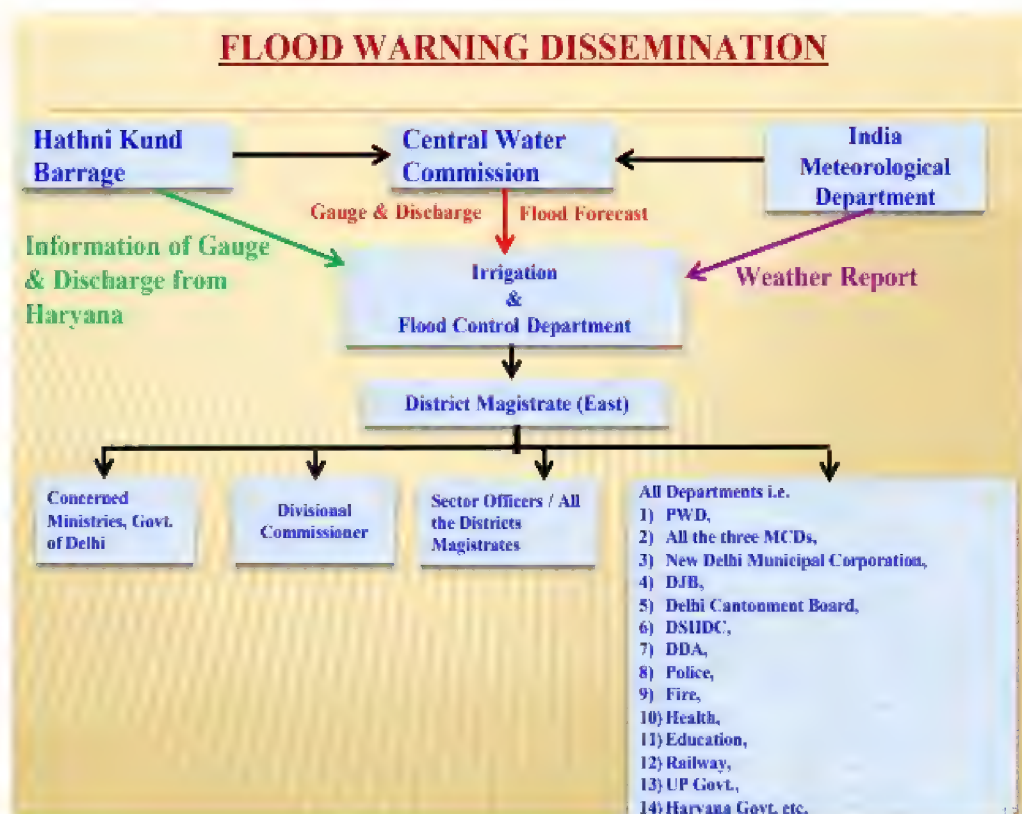 FLOOD WARNING DISSEMINATION
Hathni Kund
Barrage
Central Water
Commission
India
Meteorological
Department
Gauge & Discharge
Flood Forecast
Information of Gauge
& Discharge from
Haryana
Irrigation
&
Flood Control Department
Weather Report
District Magistrate (East)
Concerned
Ministries, Govt.
of Delhi
Divisional
Commissioner
Sector Officers / All
the Districts
Magistrates
All Departments i.e.
1) PWD,
2) All the three MCDs,
3) New Delhi Municipal Corporation,
4) DJB,
5) Delhi Cantonment Board,
6) DSIIDC,
7) DDA,
8) Police,
9) Fire,
10) Health,
11) Education,
12) Railway,
13) UP Govt.,
14) Haryana Govt. etc.